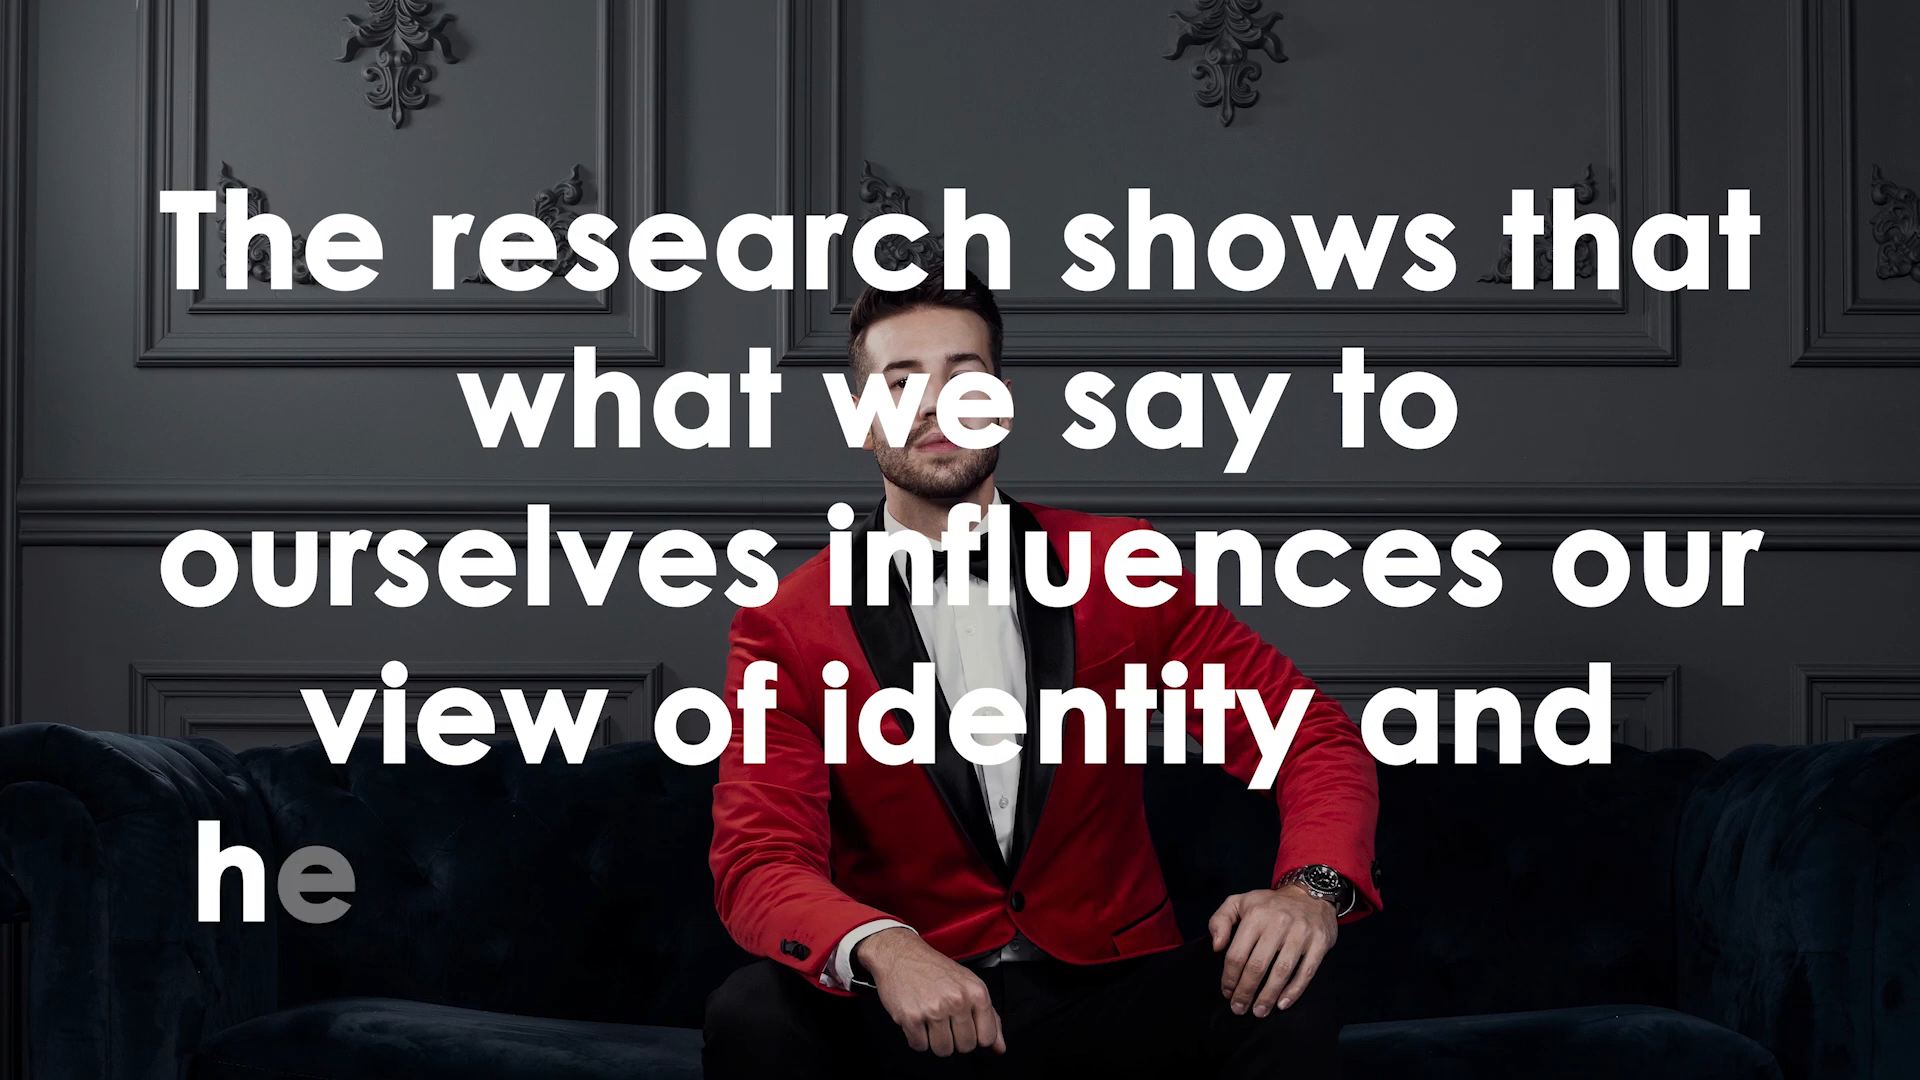 The research shows that
what we say to
ourselves influences our
view of identity and
he